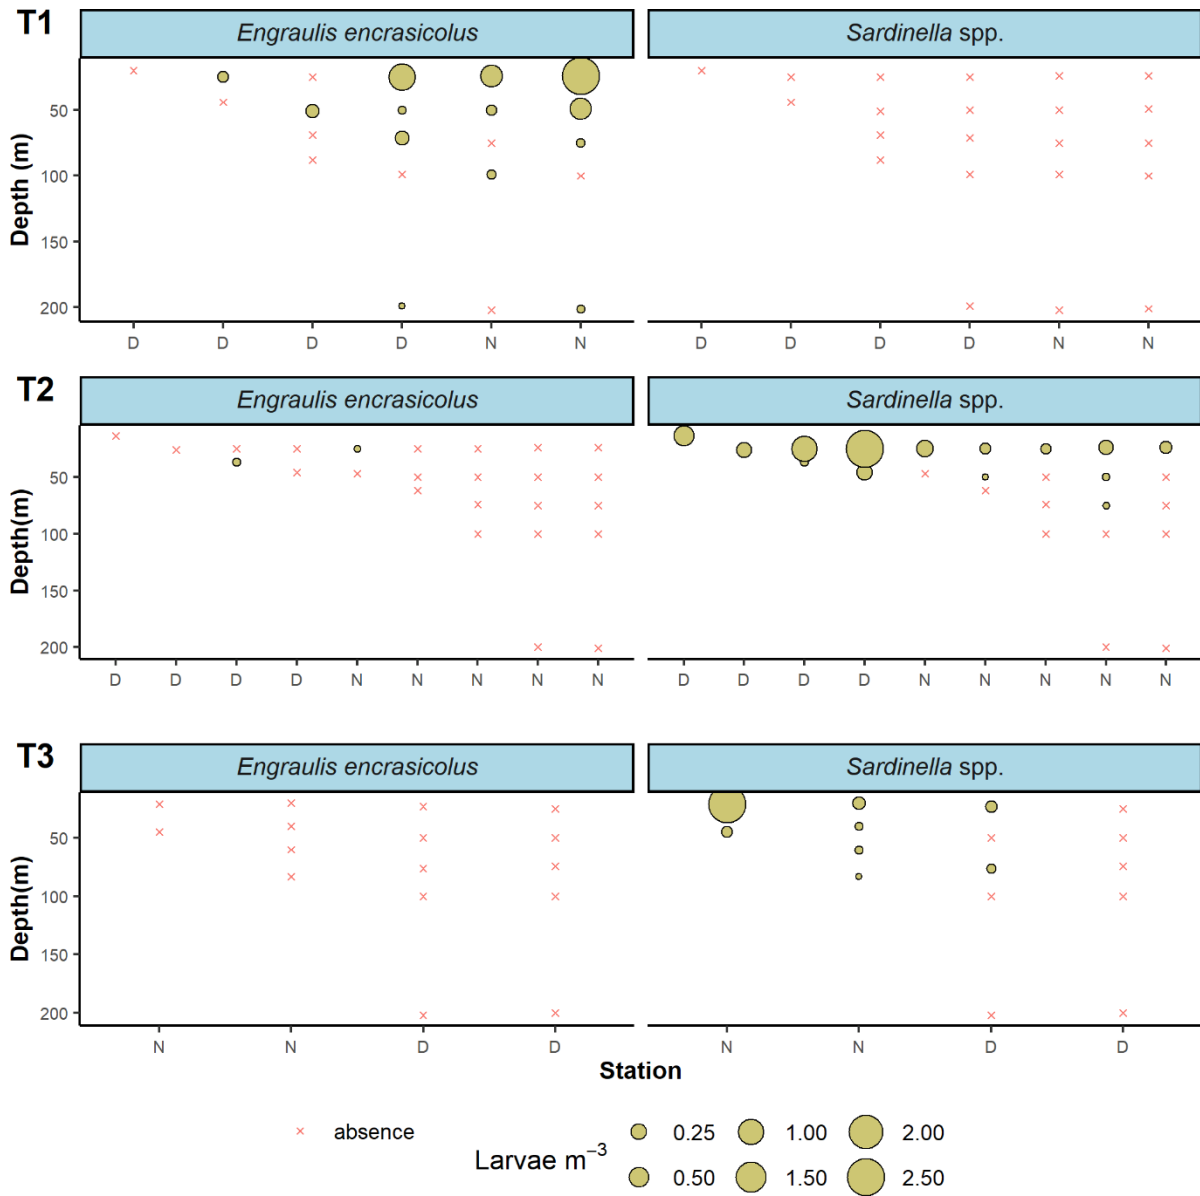 T1
Engraulis encrasicolus
Sardinella spp.
Depth (m)
50
100
150
200
D D D D N N
D D D D N N
T2
Engraulis encrasicolus
Sardinella spp.
Depth(m)
50
100
150
200
D D D D N N N N N
D D D D N N N N N
T3
Engraulis encrasicolus
Sardinella spp.
Depth(m)
50
100
150
200
N N D D
N N D D
Station
absence
Larvae m⁻³
0.25 1.00 2.00
0.50 1.50 2.50